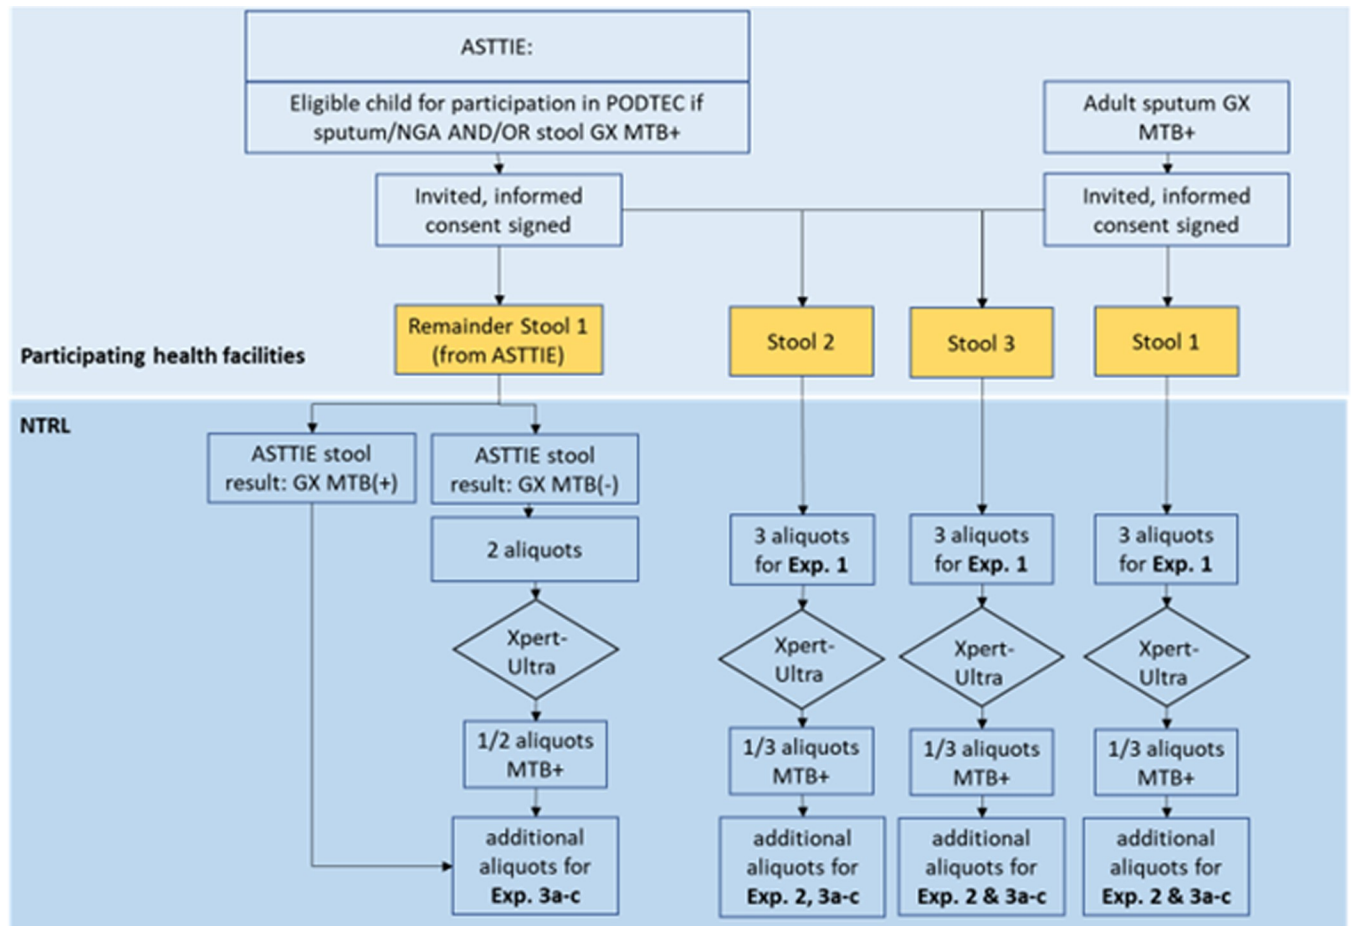 ASTTIE:
Eligible child for participation in PODTEC if
sputum/NGA AND/OR stool GX MTB+
Adult sputum GX
MTB+
Invited, informed
consent signed
Invited, informed
consent signed
Remainder Stool 1
(from ASTTIE)
Stool 2
Stool 3
Stool 1
Participating health facilities
NTRL
ASTTIE stool
result: GX MTB(+)
ASTTIE stool
result: GX MTB(-)
2 aliquots
3 aliquots
for Exp. 1
3 aliquots
for Exp. 1
3 aliquots
for Exp. 1
Xpert-
Ultra
Xpert-
Ultra
Xpert-
Ultra
Xpert-
Ultra
1/2 aliquots
MTB+
1/3 aliquots
MTB+
1/3 aliquots
MTB+
1/3 aliquots
MTB+
additional
aliquots for
Exp. 3a-c
additional
aliquots for
Exp. 2, 3a-c
additional
aliquots for
Exp. 2 & 3a-c
additional
aliquots for
Exp. 2 & 3a-c